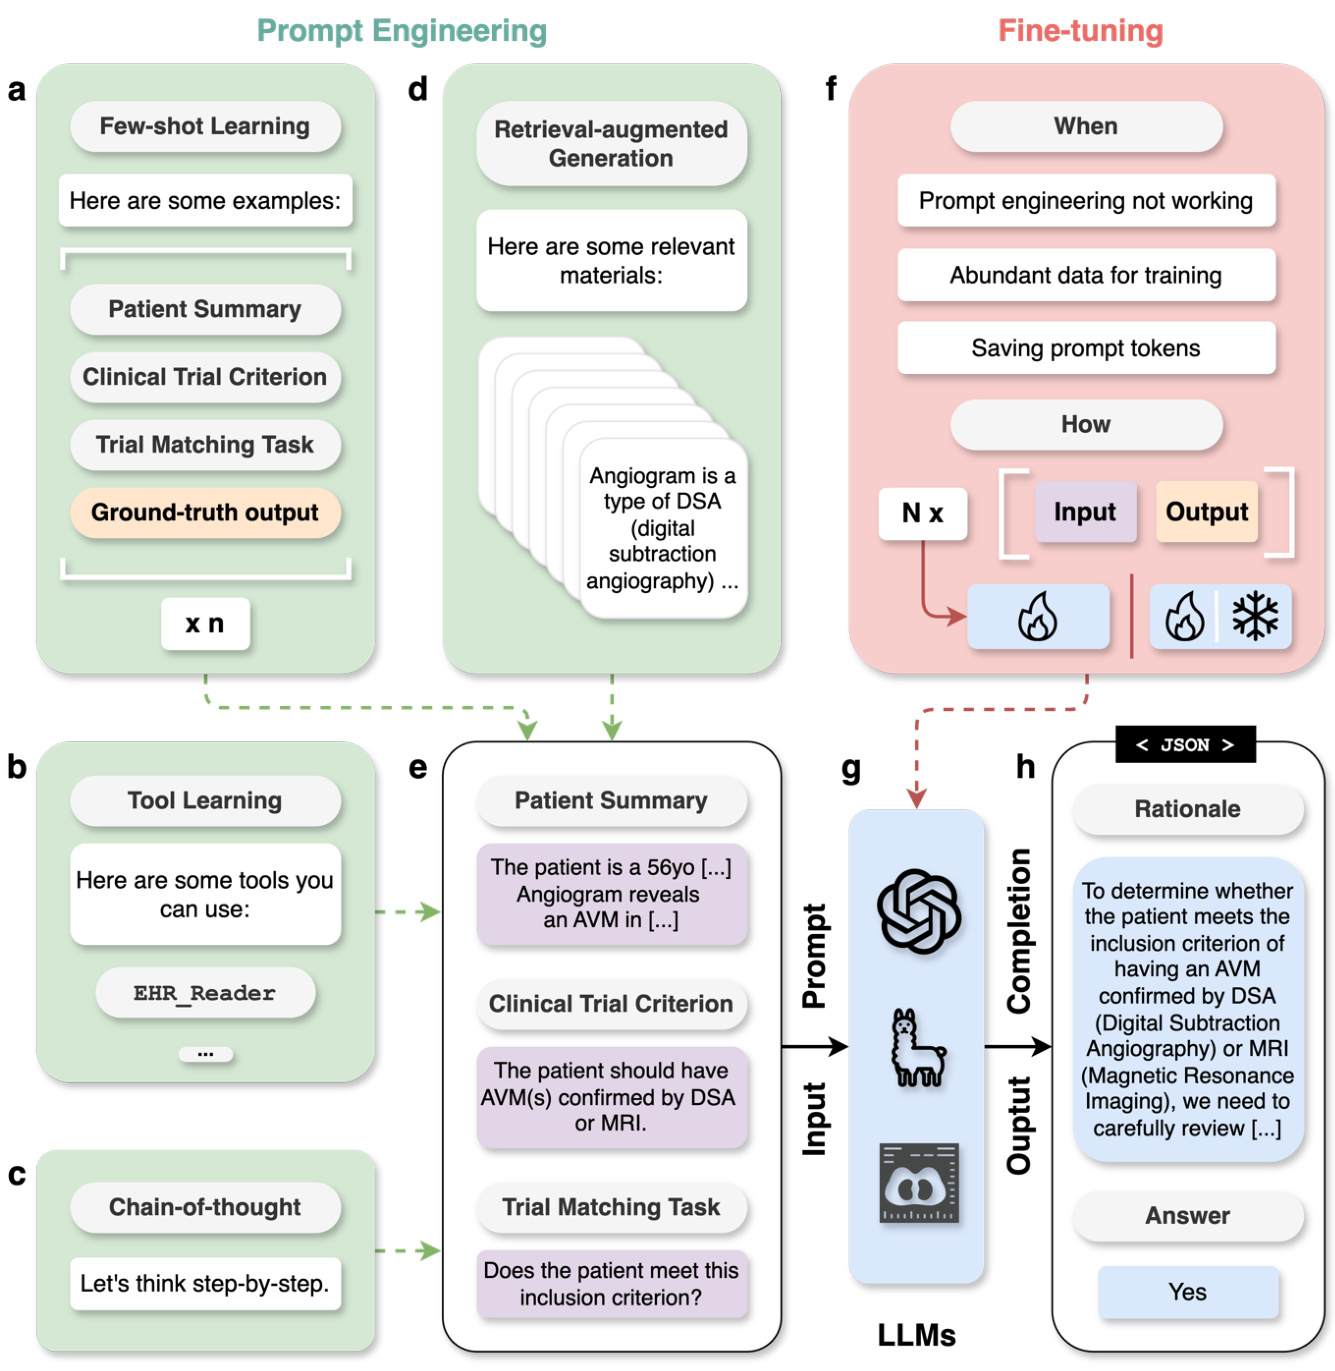 Prompt Engineering
Fine-tuning
a
Few-shot Learning
Here are some examples:
Patient Summary
Clinical Trial Criterion
Trial Matching Task
Ground-truth output
x n
d
Retrieval-augmented
Generation
Here are some relevant
materials:
Angiogram is a
type of DSA
(digital
subtraction
angiography) ...
f
When
Prompt engineering not working
Abundant data for training
Saving prompt tokens
How
N x
Input
Output
b
Tool Learning
Here are some tools you
can use:
EHR_Reader
...
c
Chain-of-thought
Let's think step-by-step.
e
Patient Summary
The patient is a 56yo [...]
Angiogram reveals
an AVM in [...]
Clinical Trial Criterion
The patient should have
AVM(s) confirmed by DSA
or MRI.
Trial Matching Task
Does the patient meet this
inclusion criterion?
Prompt
Input
g
LLMs
Completion
Ouptut
h
< JSON >
Rationale
To determine whether
the patient meets the
inclusion criterion of
having an AVM
confirmed by DSA
(Digital Subtraction
Angiography) or MRI
(Magnetic Resonance
Imaging), we need to
carefully review [...]
Answer
Yes